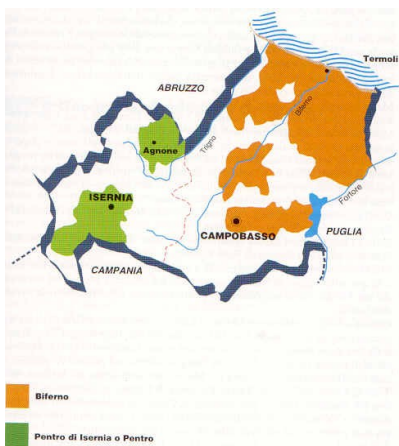 Termoli
ABRUZZO
Biferno
Trigno
Agnone
ISERNIA
Fortore
CAMPOBASSO
PUGLIA
CAMPANIA
Biferno
Pentro di Isernia o Pentro